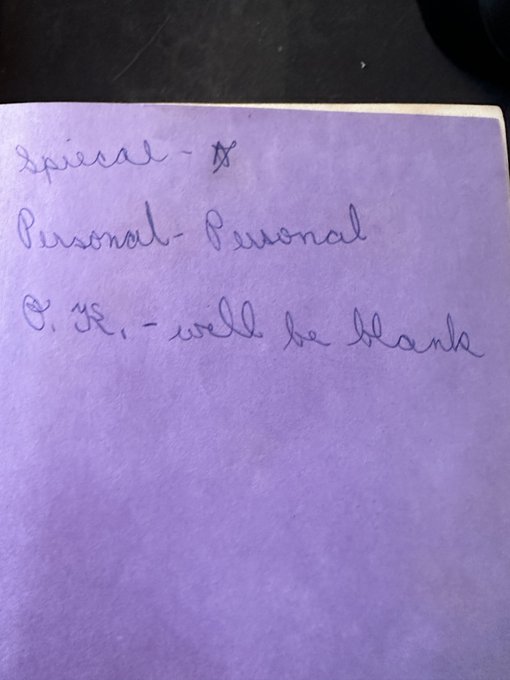 Spiecal - ☆
Personal - Personal
O.K. - will be blank